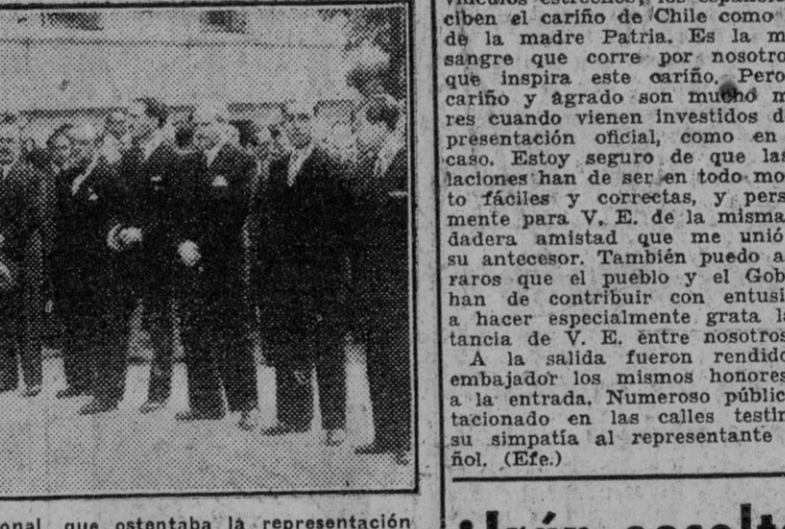 ciben el cariño de Chile como
de la madre Patria. Es la m
sangre que corre por nosotro
que inspira este cariño. Pero
cariño y agrado son mucho m
res cuando vienen investidos d
presentación oficial, como en
caso. Estoy seguro de que las
laciones han de ser en todo mo
to fáciles y correctas, y pers
mente para V. E. de la misma
dadera amistad que me unió
su antecesor. También puedo a
raros que el pueblo y el Gob
han de contribuir con entusi
a hacer especialmente grata la
tancia de V. E. entre nosotros
A la salida fueron rendido
embajador los mismos honores
a la entrada. Numeroso públic
tacionado en las calles testin
su simpatía al representante
ñol. (Efe.)
onal, que ostentaba la representación